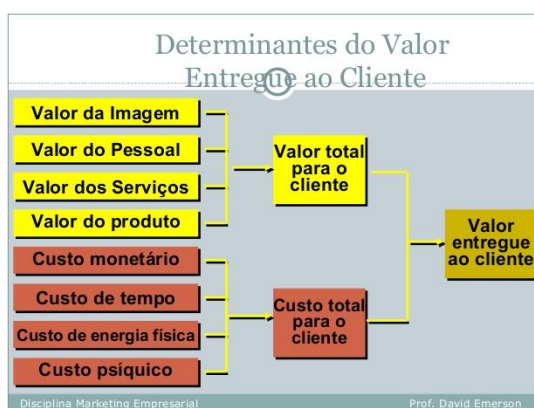 Determinantes do Valor
Entregue ao Cliente
Valor da Imagem
Valor do Pessoal
Valor dos Serviços
Valor do produto
Valor total
para o
cliente
Valor
entregue
ao cliente
Custo monetário
Custo de tempo
Custo de energia física
Custo psíquico
Custo total
para o
cliente
Disciplina Marketing Empresarial
Prof. David Emerson